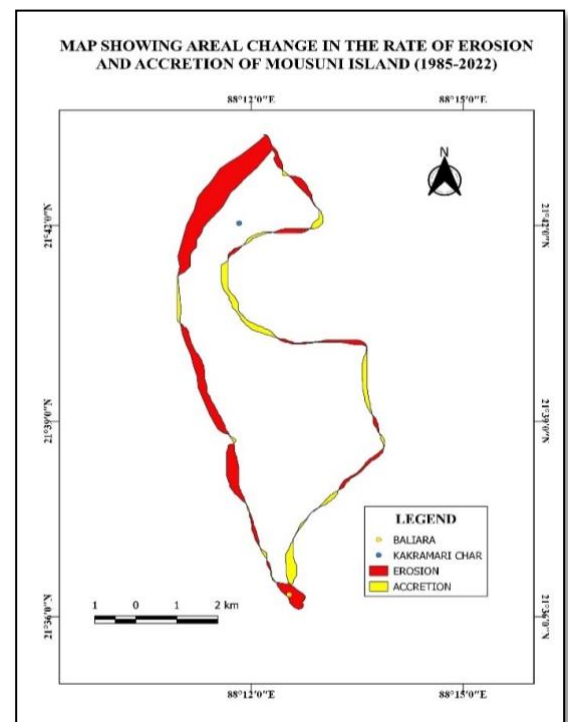 MAP SHOWING AREAL CHANGE IN THE RATE OF EROSION
AND ACCRETION OF MOUSUNI ISLAND (1985-2022)
88°12'0"E 88°15'0"E
N
21°42'0"N 21°42'0"N
21°39'0"N 21°39'0"N
LEGEND
BALIARA
KAKRAMARI CHAR
EROSION
ACCRETION
1 0 1 2 km
21°36'0"N 21°36'0"N
88°12'0"E 88°15'0"E